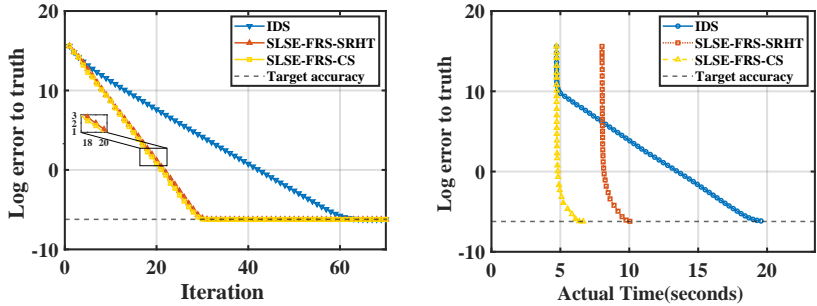 20
10
0
-10
0
20
40
60
Log error to truth
Iteration
IDS
SLSE-FRS-SRHT
SLSE-FRS-CS
Target accuracy
3
2
1
18 20
20
10
0
-10
0
5
10
15
20
Log error to truth
Actual Time(seconds)
IDS
SLSE-FRS-SRHT
SLSE-FRS-CS
Target accuracy